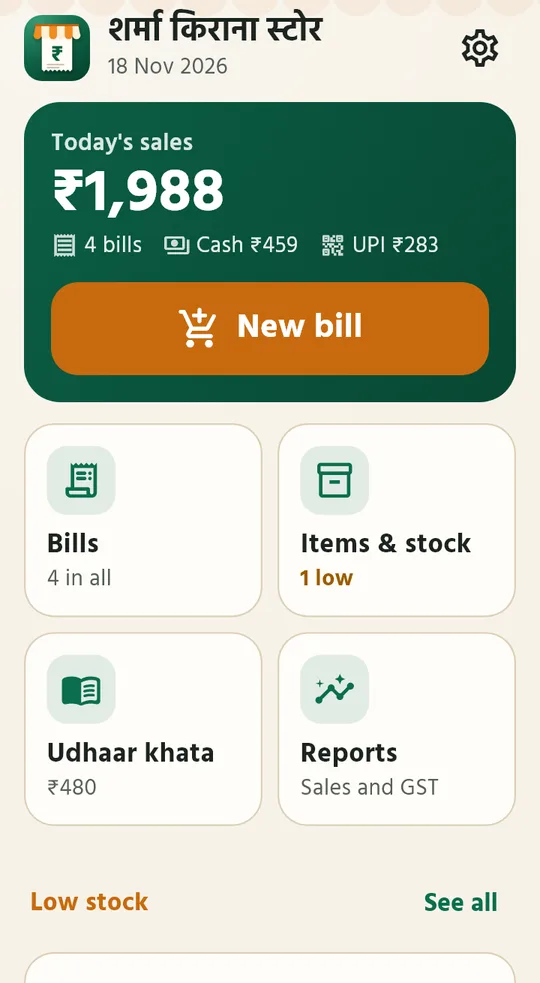 शर्मा किराना स्टोर
18 Nov 2026
Today's sales
₹1,988
4 bills Cash ₹459 UPI ₹283
New bill
Bills
4 in all
Items & stock
1 low
Udhaar khata
₹480
Reports
Sales and GST
Low stock
See all